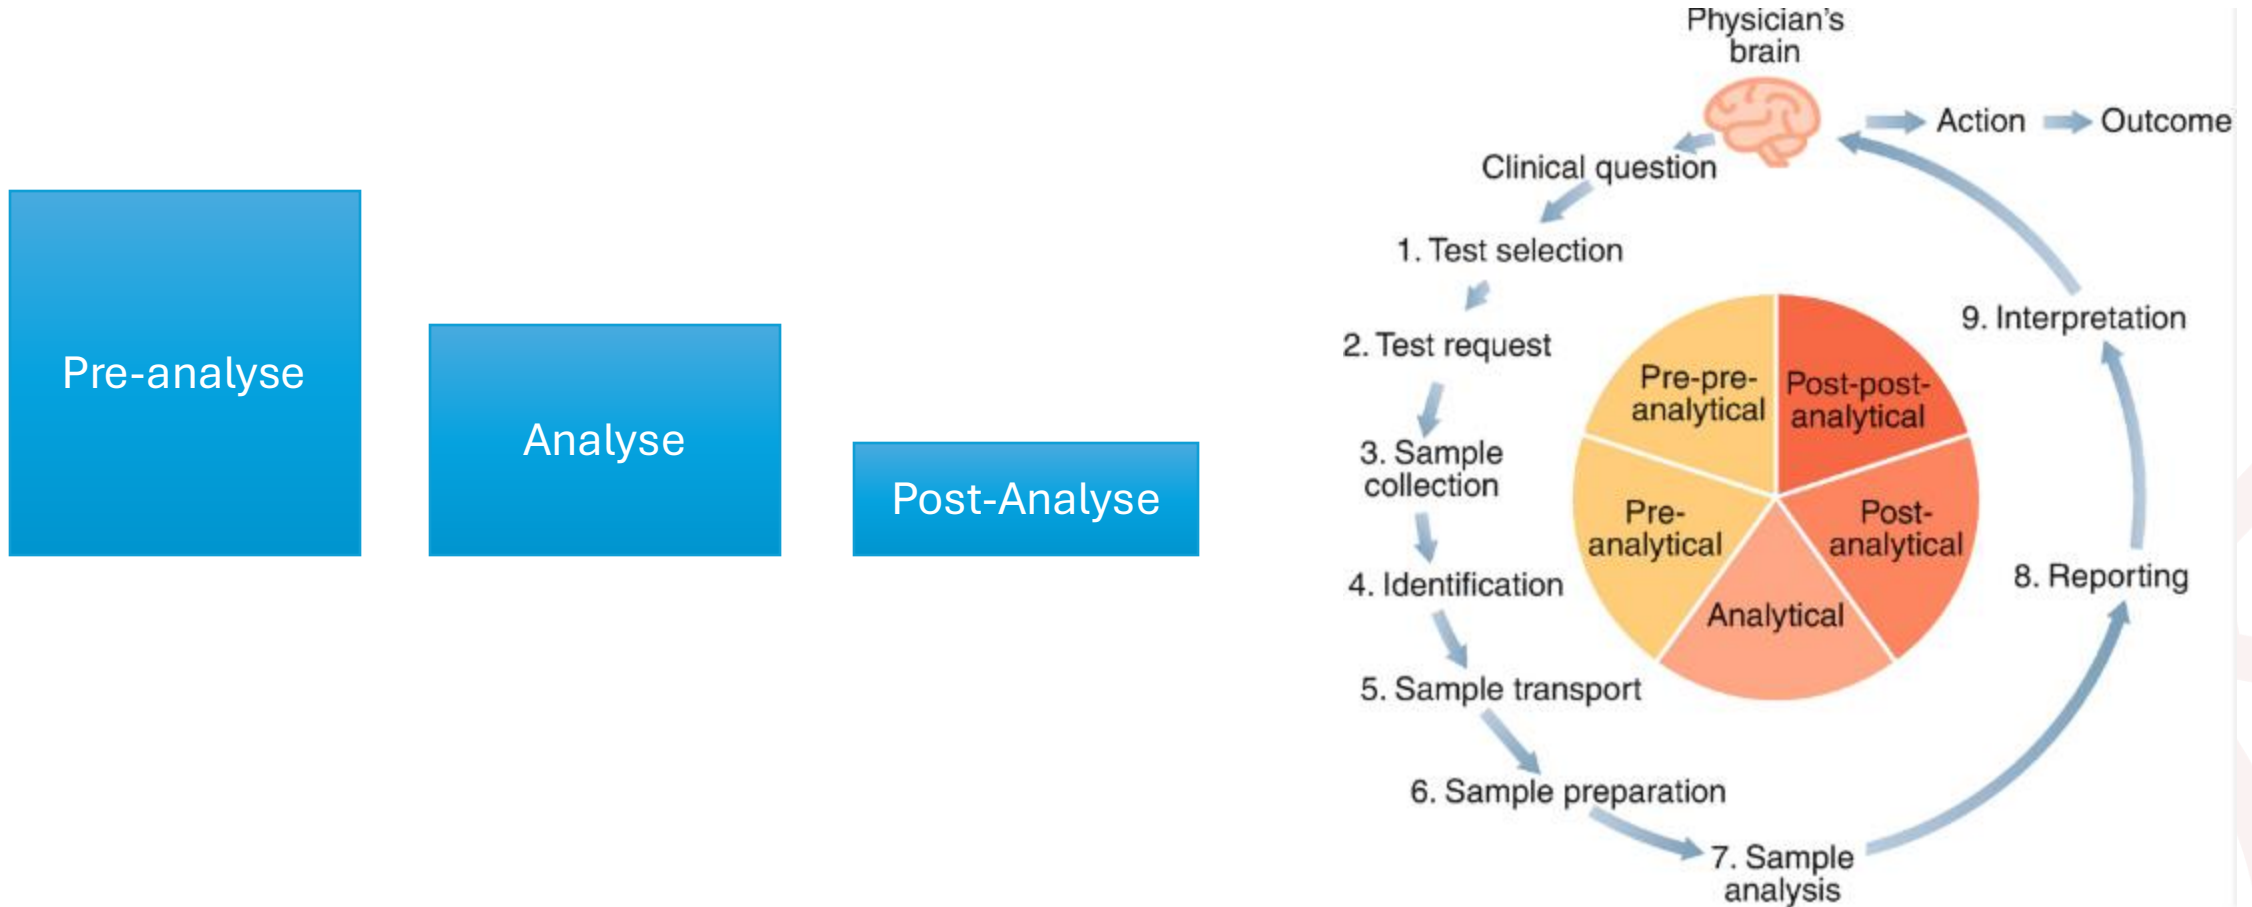 Pre-analyse
Analyse
Post-Analyse
Physician's
brain
Action
Outcome
Clinical question
1. Test selection
2. Test request
3. Sample
collection
4. Identification
5. Sample transport
6. Sample preparation
7. Sample
analysis
8. Reporting
9. Interpretation
Pre-pre-
analytical
Post-post-
analytical
Pre-
analytical
Post-
analytical
Analytical